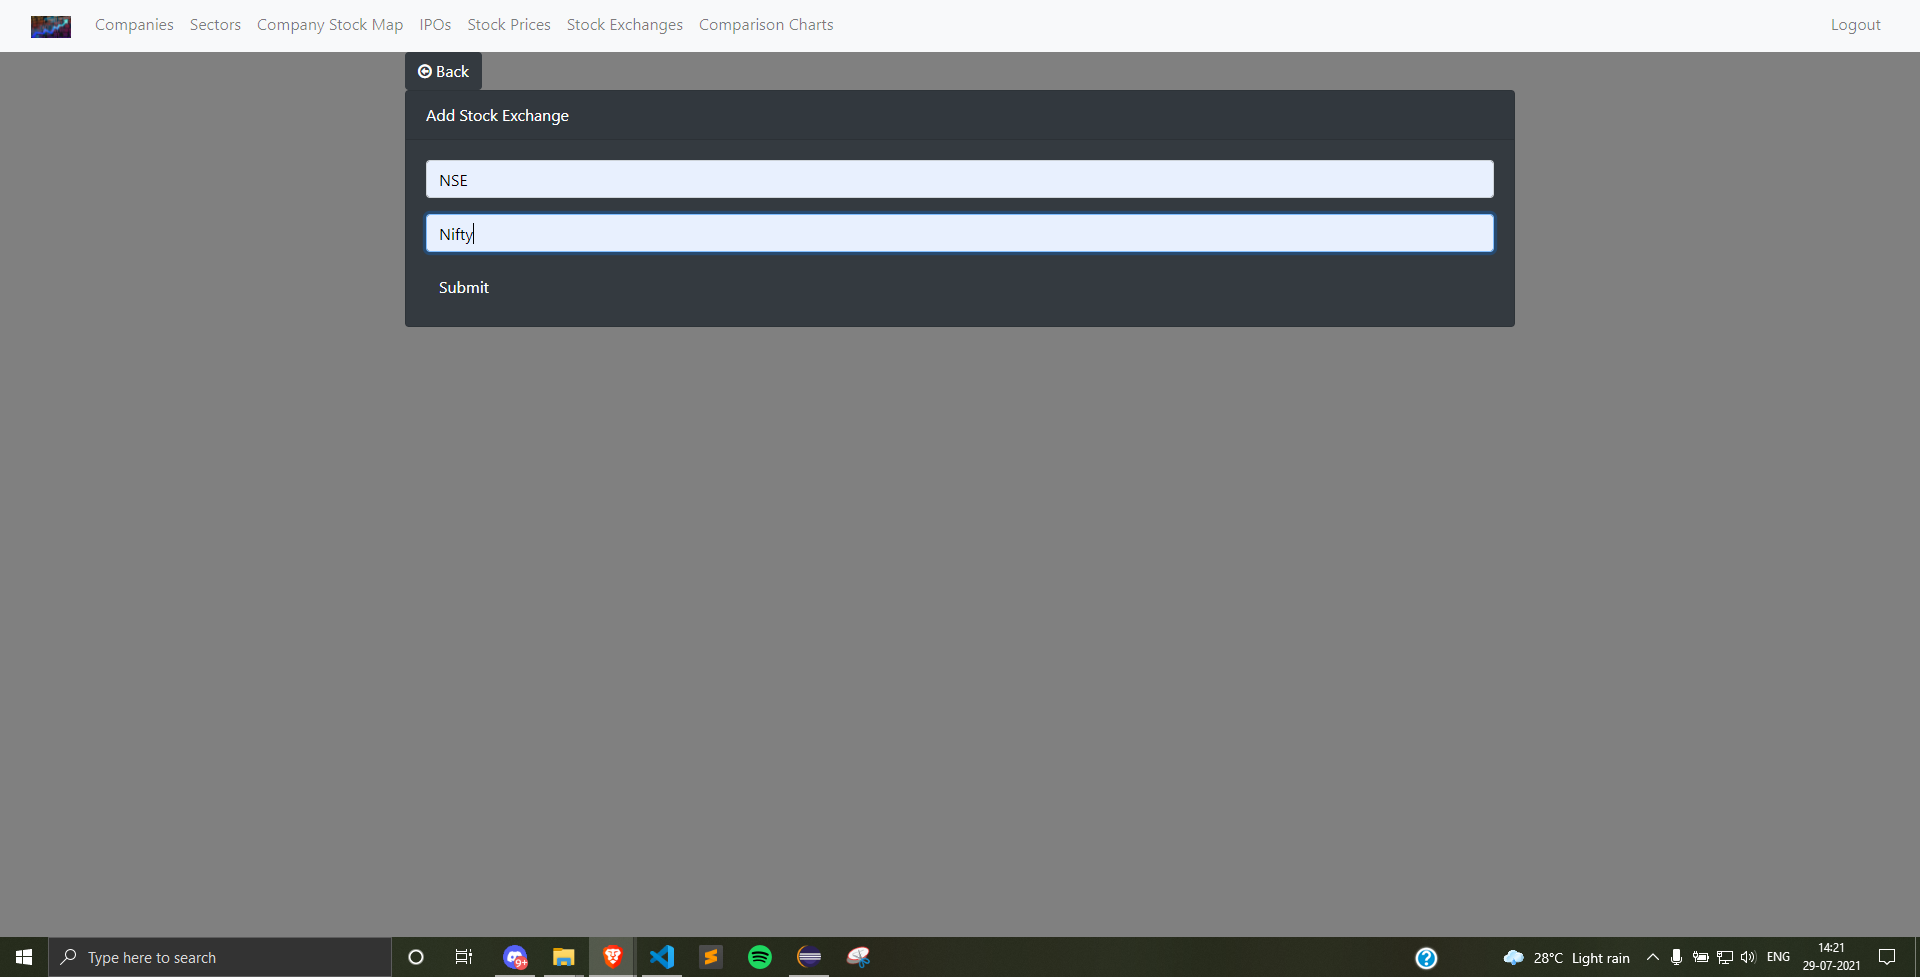 Companies Sectors Company Stock Map IPOs Stock Prices Stock Exchanges Comparison Charts Logout
Back
Add Stock Exchange
NSE
Nifty
Submit
Type here to search
9+
28°C Light rain
ENG
14:21
29-07-2021